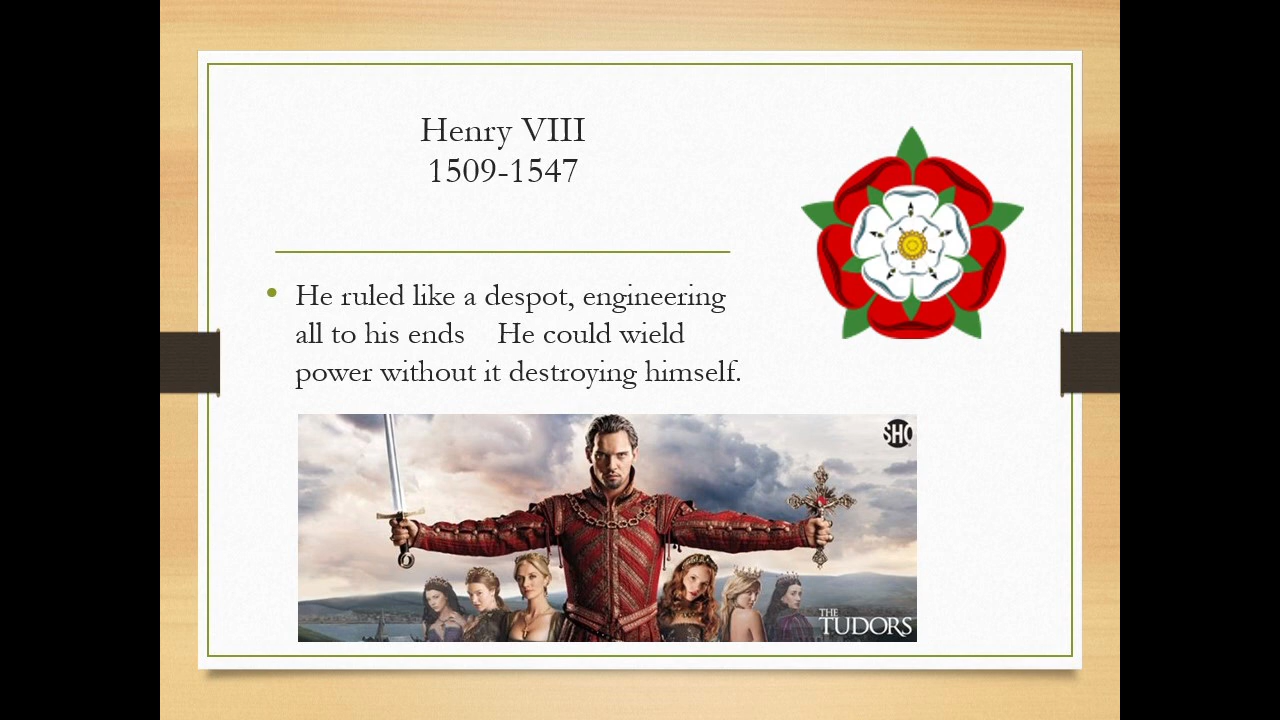 Henry VIII
1509-1547
• He ruled like a despot, engineering
all to his ends    He could wield
power without it destroying himself.
SHO
THE
TUDORS